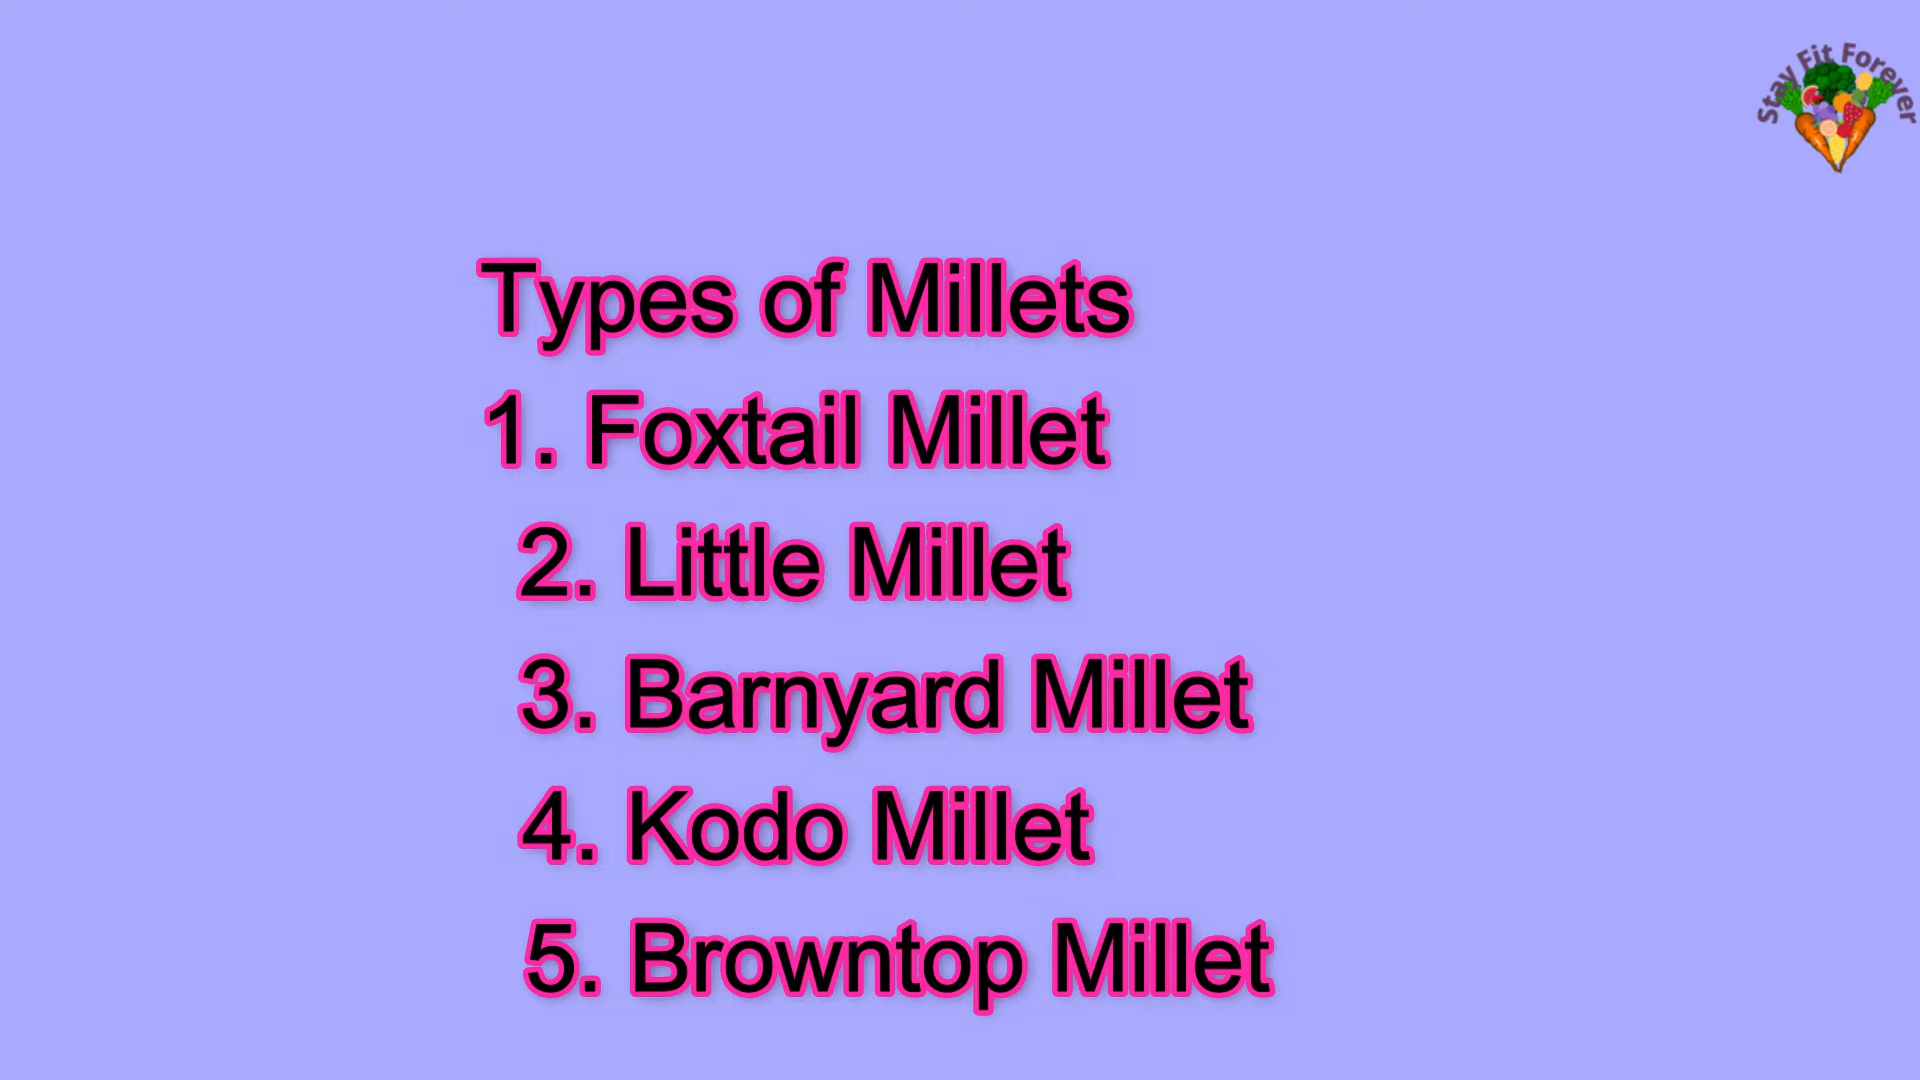 Stay Fit Forever
Types of Millets
1. Foxtail Millet
2. Little Millet
3. Barnyard Millet
4. Kodo Millet
5. Browntop Millet